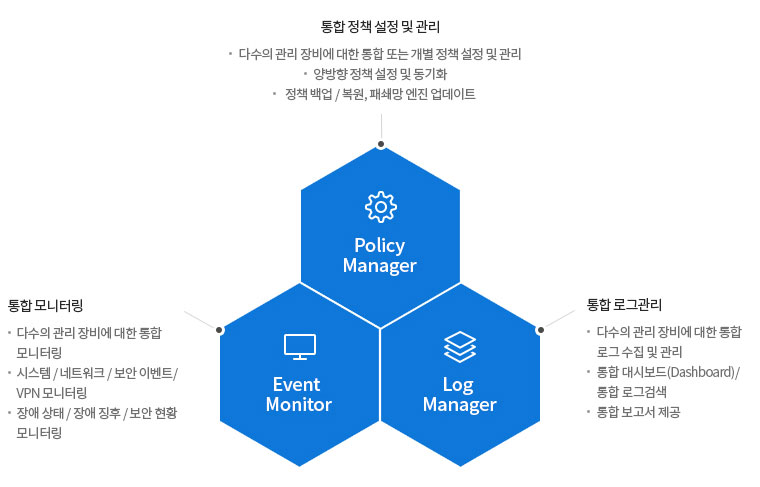 통합 정책 설정 및 관리
• 다수의 관리 장비에 대한 통합 또는 개별 정책 설정 및 관리
• 양방향 정책 설정 및 동기화
• 정책 백업 / 복원, 패쇄망 엔진 업데이트
Policy
Manager
통합 모니터링
• 다수의 관리 장비에 대한 통합
모니터링
• 시스템 / 네트워크 / 보안 이벤트 /
VPN 모니터링
• 장애 상태 / 장애 징후 / 보안 현황
모니터링
Event
Monitor
Log
Manager
통합 로그관리
• 다수의 관리 장비에 대한 통합
로그 수집 및 관리
• 통합 대시보드(Dashboard) /
통합 로그검색
• 통합 보고서 제공